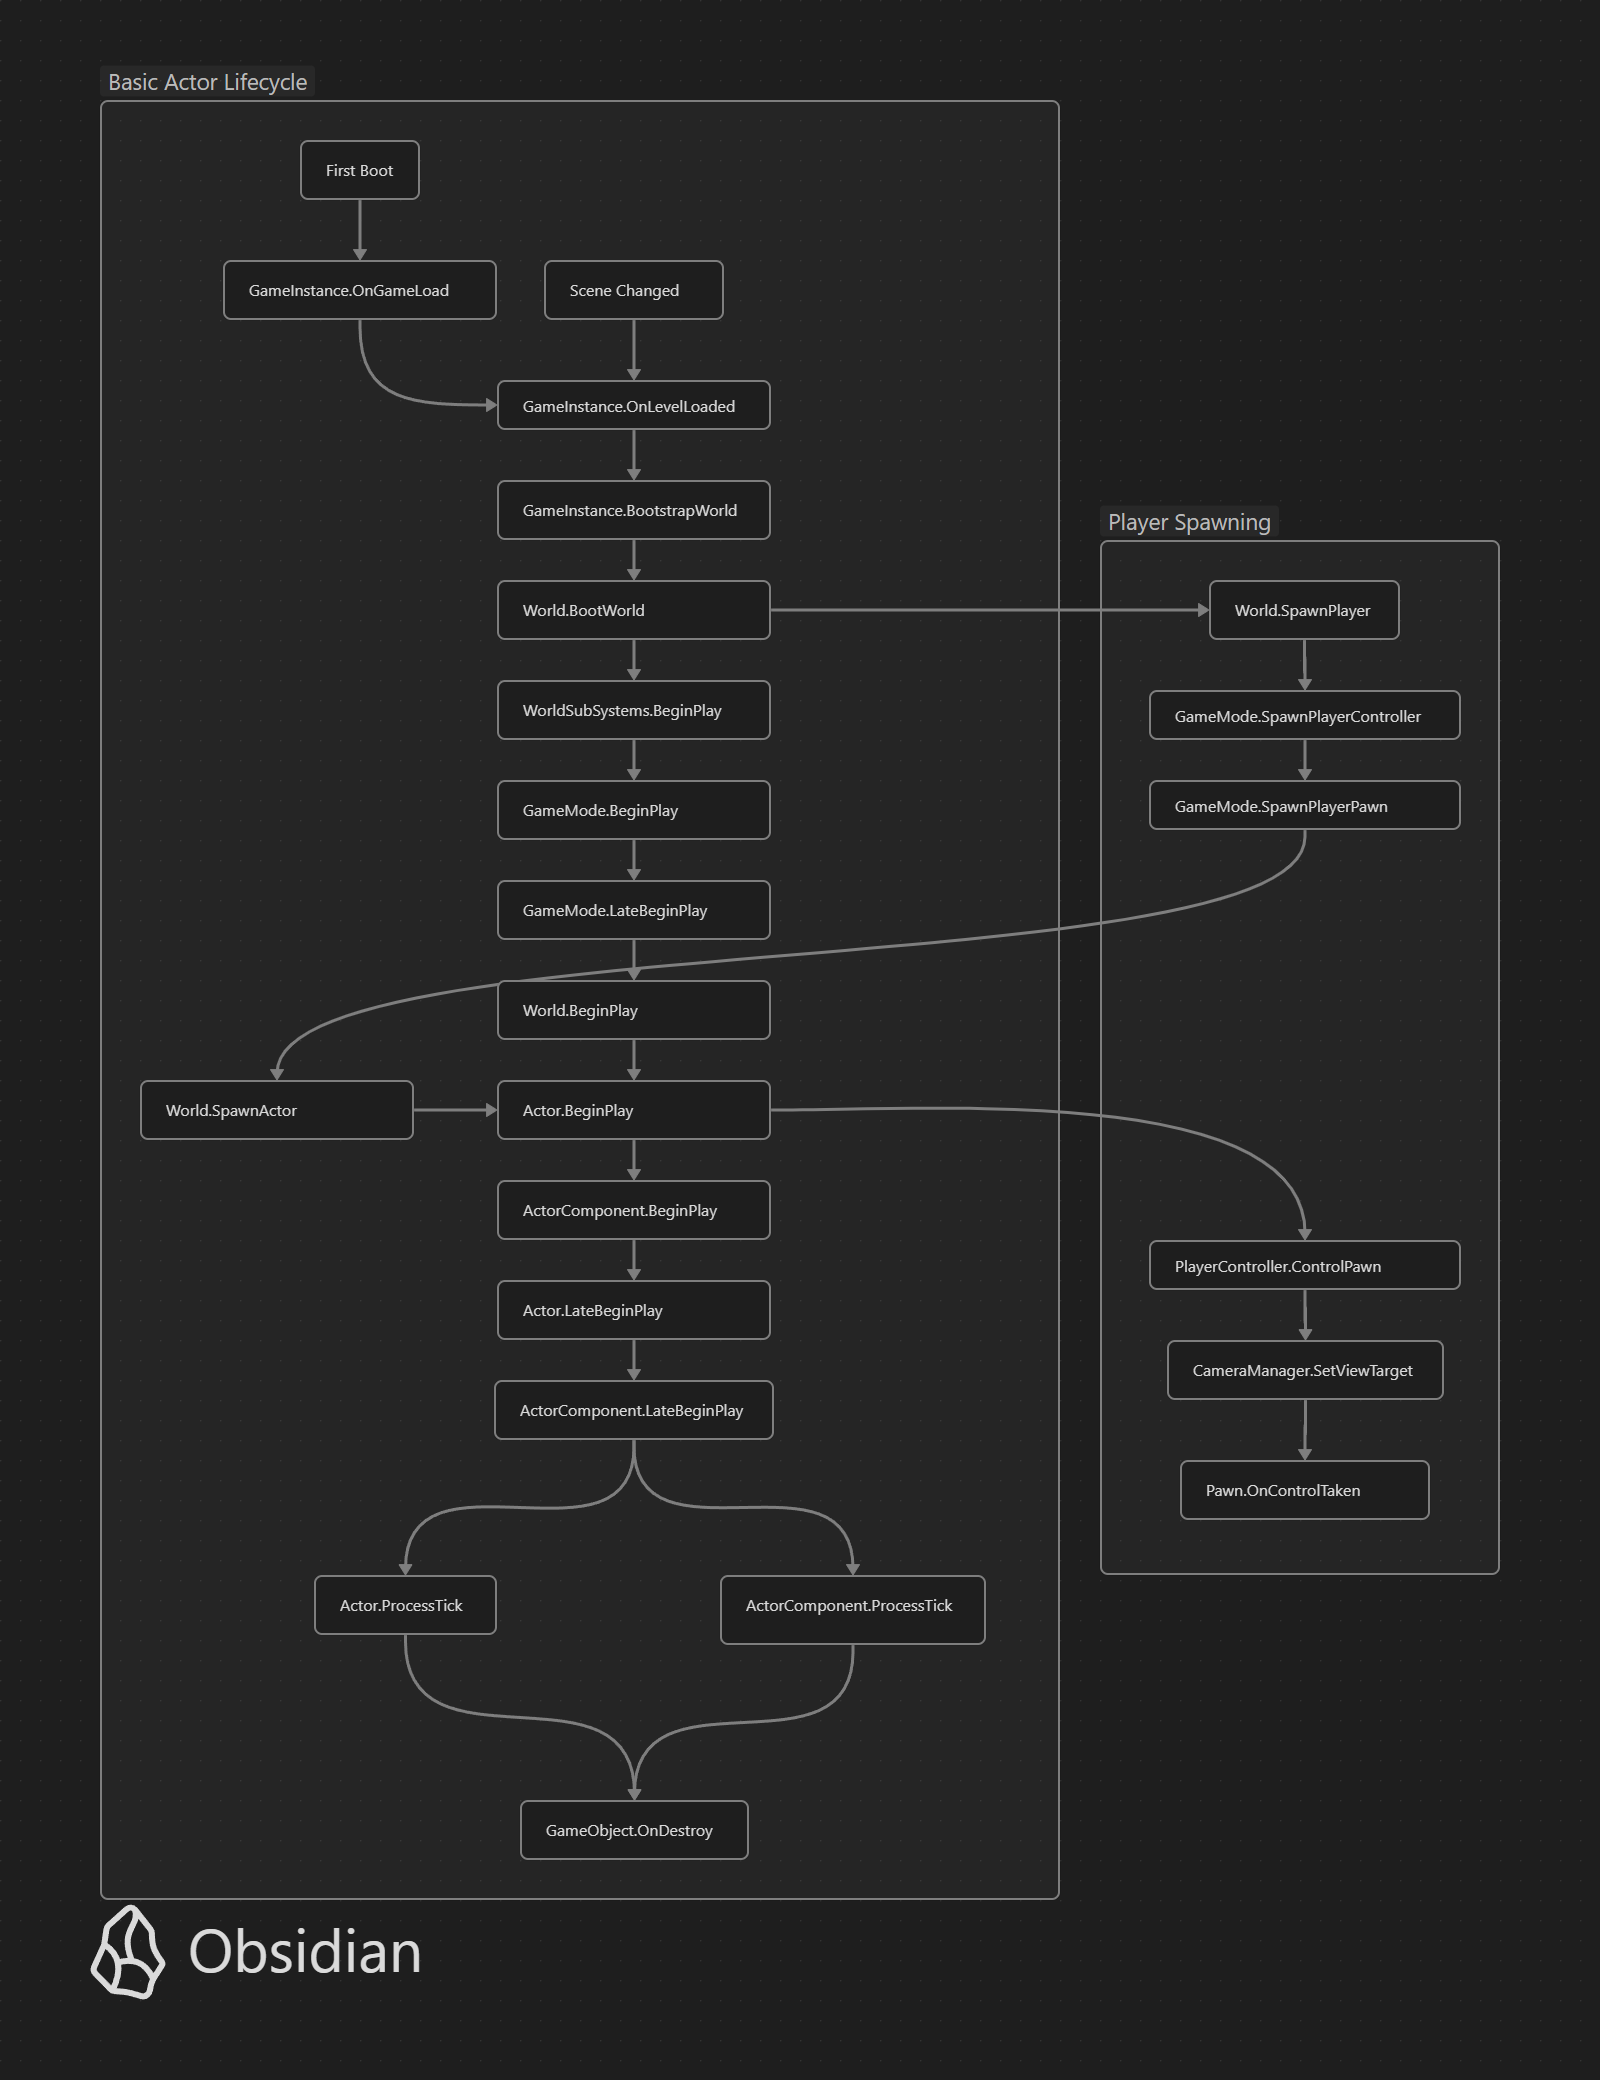 Basic Actor Lifecycle
First Boot
GameInstance.OnGameLoad
Scene Changed
GameInstance.OnLevelLoaded
GameInstance.BootstrapWorld
World.BootWorld
WorldSubSystems.BeginPlay
GameMode.BeginPlay
GameMode.LateBeginPlay
World.BeginPlay
World.SpawnActor
Actor.BeginPlay
ActorComponent.BeginPlay
Actor.LateBeginPlay
ActorComponent.LateBeginPlay
Actor.ProcessTick
ActorComponent.ProcessTick
GameObject.OnDestroy
Player Spawning
World.SpawnPlayer
GameMode.SpawnPlayerController
GameMode.SpawnPlayerPawn
PlayerController.ControlPawn
CameraManager.SetViewTarget
Pawn.OnControlTaken
Obsidian